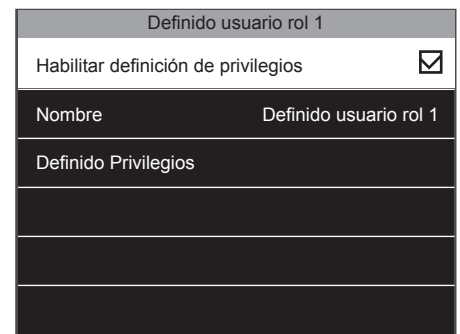 Definido usuario rol 1
Habilitar definición de privilegios
Nombre Definido usuario rol 1
Definido Privilegios